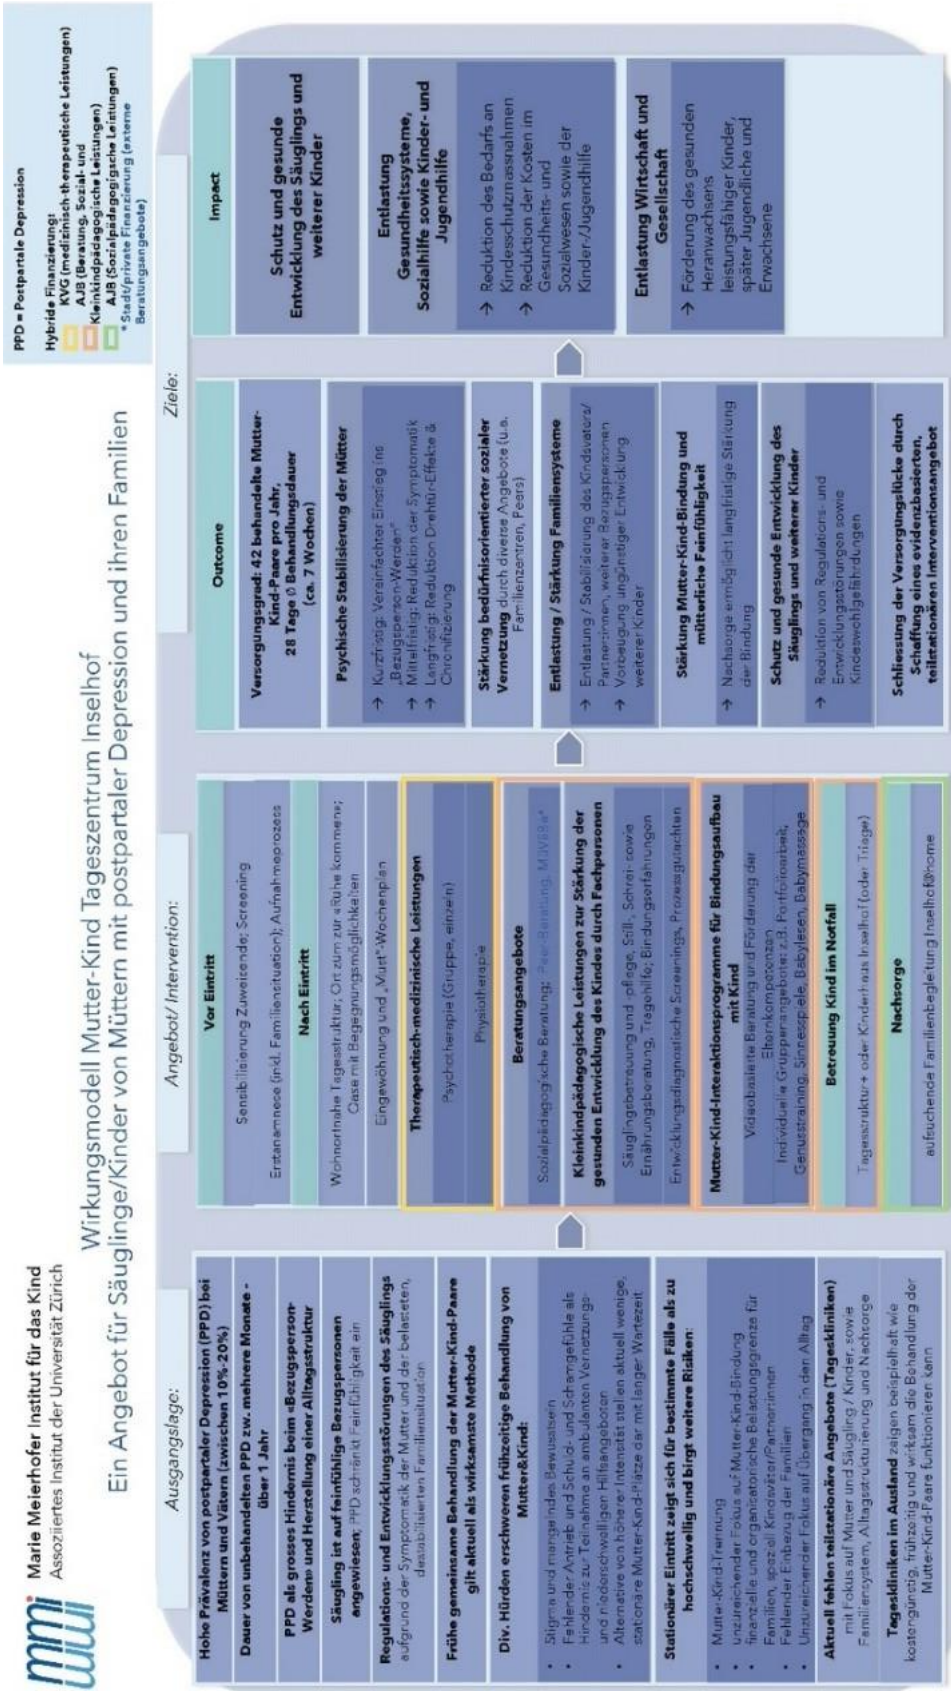 mmi
Marie Meierhofer Institut für das Kind
Assoziiertes Institut der Universität Zürich
Wirkungsmodell Mutter-Kind Tageszentrum Inselhof
Ein Angebot für Säuglinge/Kinder von Müttern mit postpartaler Depression und ihren Familien
PPD = Postpartale Depression
Hybride Finanzierung:
KVG (medizinisch-therapeutische Leistungen)
AJB (Beratung, Sozial- und
Kleinkindpädagogische Leistungen)
AJB (Sozialpädagogigsche Leistungen)
* Stadt/private Finanzierung (externe
Beratungsangebote)
Ausgangslage:
Hohe Prävalenz von postpartaler Depression (PPD) bei
Müttern und Vätern (zwischen 10%-20%)
Dauer von unbehandelten PPD zw. mehrere Monate -
über 1 Jahr
PPD als grosses Hindernis beim «Bezugsperson-
Werden» und Herstellung einer Alltagsstruktur
Säugling ist auf feinfühlige Bezugspersonen
angewiesen; PPD schränkt Feinfühligkeit ein
Regulations- und Entwicklungsstörungen des Säuglings
aufgrund der Symptomatik der Mutter und der belasteten,
destabilisierten Familiensituation
Frühe gemeinsame Behandlung der Mutter-Kind-Paare
gilt aktuell als wirksamste Methode
Div. Hürden erschweren frühzeitige Behandlung von
Mutter&Kind:
• Stigma und mangelndes Bewusstsein
• Fehlender Antrieb und Schuld- und Schamgefühle als
Hindernis zur Teilnahme an ambulanten Vernetzungs-
und niederschwelligen Hilfsangeboten
• Alternative von höherer Intensität stellen aktuell wenige,
stationäre Mutter-Kind-Plätze dar mit langer Wartezeit
Stationärer Eintritt zeigt sich für bestimmte Fälle als zu
hochschwellig und birgt weitere Risiken:
• Mutter-Kind-Trennung
• unzureichender Fokus auf Mutter-Kind-Bindung
• finanzielle und organisatorische Belastungsgrenze für
Familien, speziell Kindsväter/Partner:innen
• Fehlender Einbezug der Familien
• Unzureichender Fokus auf Übergang in den Alltag
Aktuell fehlen teilstationäre Angebote (Tageskliniken)
mit Fokus auf Mutter und Säugling / Kinder, sowie
Familiensystem, Alltagsstrukturierung und Nachsorge
Tageskliniken im Ausland zeigen beispielhaft wie
kostengünstig, frühzeitig und wirksam die Behandlung der
Mutter-Kind-Paare funktionieren kann
Angebot/ Intervention:
Vor Eintritt
Sensibilisierung Zuweisende; Screening
Erstanamnese (inkl. Familiensituation); Aufnahmeprozess
Nach Eintritt
Wohnortnahe Tagesstruktur; Ort zum zur «Ruhe kommen»;
Oase mit Begegnungsmöglichkeiten
Eingewöhnung und „Must"-Wochenplan
Therapeutisch-medizinische Leistungen
Psychotherapie (Gruppe, einzeln)
Physiotherapie
Beratungsangebote
Sozialpädagogische Beratung; Peer-Beratung, MüVäBe*
Kleinkindpädagogische Leistungen zur Stärkung der
gesunden Entwicklung des Kindes durch Fachpersonen
Säuglingsbetreuung und -pflege, Still-, Schrei- sowie
Ernährungsberatung, Tragehilfe; Bindungserfahrungen
Entwicklungsdiagnostische Screenings, Prozessgutachten
Mutter-Kind-Interaktionsprogramme für Bindungsaufbau
mit Kind
Videobasierte Beratung und Förderung der
Elternkompetenzen
Individuelle Gruppenangebote: z.B. Portfolioarbeit,
Genusstraining, Sinnesspiele, Babylesen, Babymassage
Betreuung Kind im Notfall
Tagesstruktur+ oder Kinderhaus Inselhof (oder Triage)
Nachsorge
aufsuchende Familienbegleitung Inselhof@home
Ziele:
Outcome
Versorgungsgrad: 42 behandelte Mutter-
Kind-Paare pro Jahr,
28 Tage Ø Behandlungsdauer
(ca. 7 Wochen)
Psychische Stabilisierung der Mütter
→ Kurzfristig: Vereinfachter Einstieg ins
„Bezugsperson-Werden"
→ Mittelfristig: Reduktion der Symptomatik
→ Langfristig: Reduktion Drehtür-Effekte &
Chronifizierung
Stärkung bedürfnisorientierter sozialer
Vernetzung durch diverse Angebote (u.a.
Familienzentren, Peers)
Entlastung / Stärkung Familiensysteme
→ Entlastung / Stabilisierung des Kindsvaters/
Partner:innen, weiterer Bezugspersonen
→ Vorbeugung ungünstiger Entwicklung
weiterer Kinder
Stärkung Mutter-Kind-Bindung und
mütterliche Feinfühligkeit
→ Nachsorge ermöglicht langfristige Stärkung
der Bindung
Schutz und gesunde Entwicklung des
Säuglings und weiterer Kinder
→ Reduktion von Regulations- und
Entwicklungsstörungen sowie
Kindeswohlgefährdungen
Schliessung der Versorgungslücke durch
Schaffung eines evidenzbasierten,
teilstationären Interventionsangebot
Impact
Schutz und gesunde
Entwicklung des Säuglings und
weiterer Kinder
Entlastung
Gesundheitssysteme,
Sozialhilfe sowie Kinder- und
Jugendhilfe
→ Reduktion des Bedarfs an
Kindesschutzmassnahmen
→ Reduktion der Kosten im
Gesundheits- und
Sozialwesen sowie der
Kinder-/Jugendhilfe
Entlastung Wirtschaft und
Gesellschaft
→ Förderung des gesunden
Heranwachsens
leistungsfähiger Kinder,
später Jugendliche und
Erwachsene